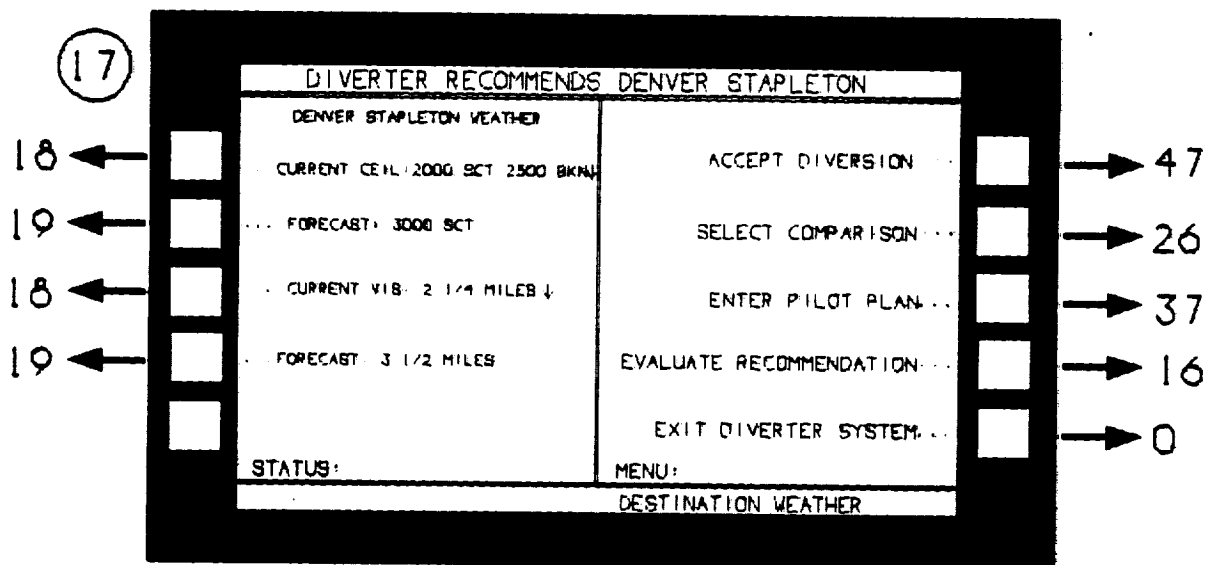 17
DIVERTER RECOMMENDS DENVER STAPLETON
DENVER STAPLETON WEATHER
18
CURRENT CEIL: 2000 SCT 2500 BKN↓
ACCEPT DIVERSION
47
19
FORECAST: 3000 SCT
SELECT COMPARISON
26
18
CURRENT VIS: 2 1/4 MILES ↓
ENTER PILOT PLAN
37
19
FORECAST: 3 1/2 MILES
EVALUATE RECOMMENDATION
16
EXIT DIVERTER SYSTEM
0
STATUS:
MENU:
DESTINATION WEATHER